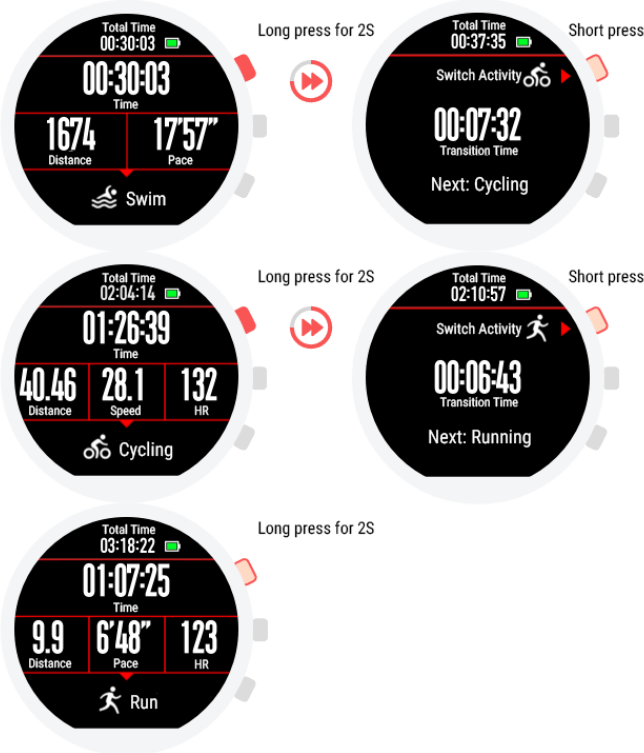 Total Time
00:30:03
00:30:03
Time
1674
Distance
17'57"
Pace
Swim
Long press for 2S
Total Time
00:37:35
Switch Activity
00:07:32
Transition Time
Next: Cycling
Short press
Total Time
02:04:14
01:26:39
Time
40.46
Distance
28.1
Speed
132
HR
Cycling
Long press for 2S
Total Time
02:10:57
Switch Activity
00:06:43
Transition Time
Next: Running
Short press
Total Time
03:18:22
01:07:25
Time
9.9
Distance
6'48"
Pace
123
HR
Run
Long press for 2S